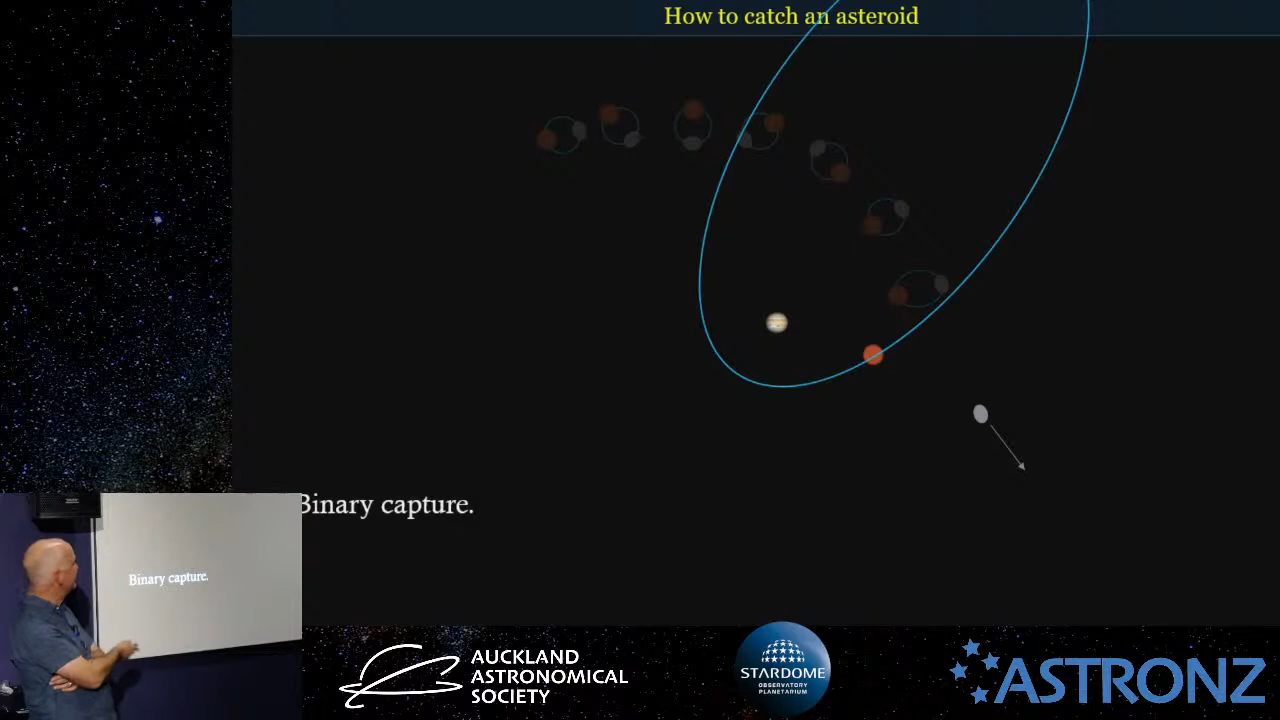 How to catch an asteroid
Binary capture.
Binary capture.
AUCKLAND
ASTRONOMICAL
SOCIETY
STARDOME
OBSERVATORY
PLANETARIUM
ASTRONZ